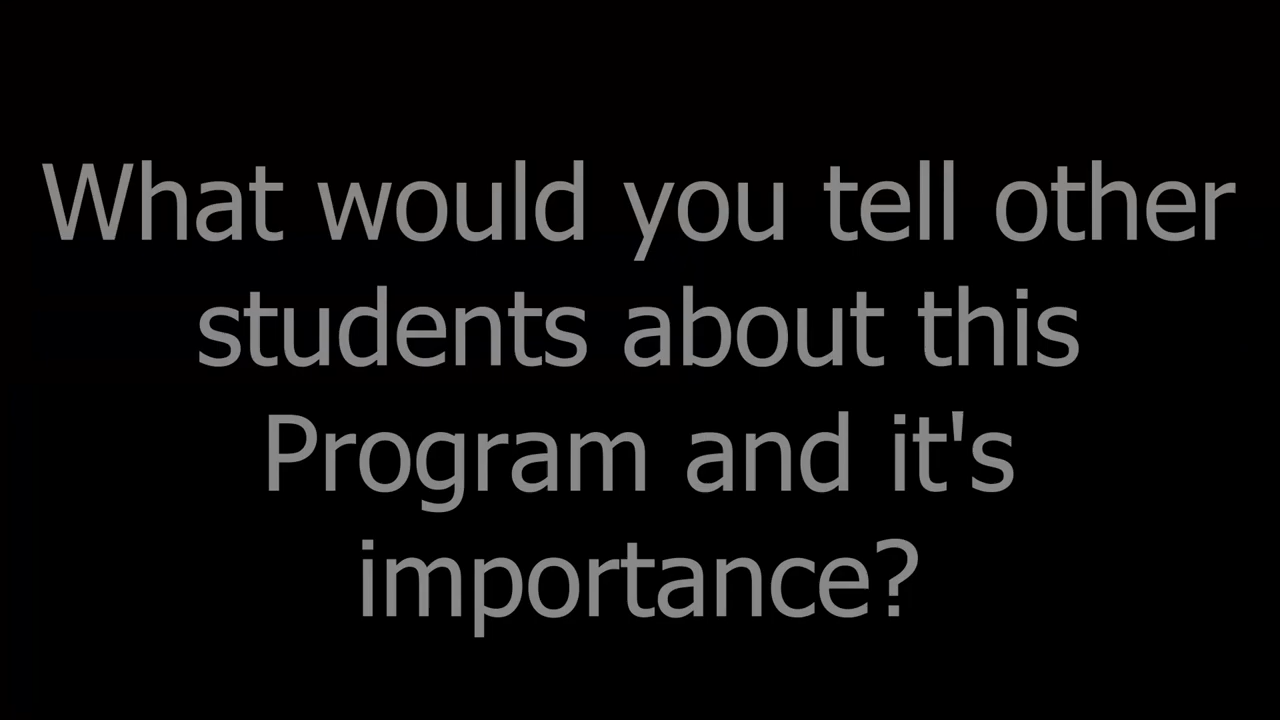 What would you tell other
students about this
Program and it's
importance?